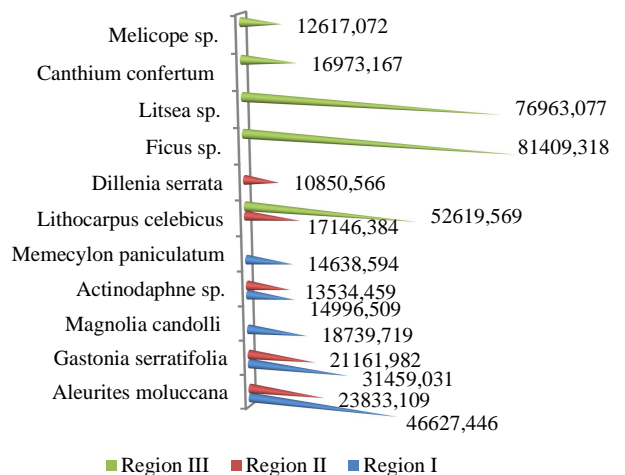 Melicope sp. 12617,072
Canthium confertum 16973,167
Litsea sp. 76963,077
Ficus sp. 81409,318
Dillenia serrata 10850,566
Lithocarpus celebicus 52619,569
17146,384
Memecylon paniculatum 14638,594
Actinodaphne sp. 13534,459
14996,509
Magnolia candolli 18739,719
Gastonia serratifolia 21161,982
31459,031
Aleurites moluccana 23833,109
46627,446
Region III Region II Region I